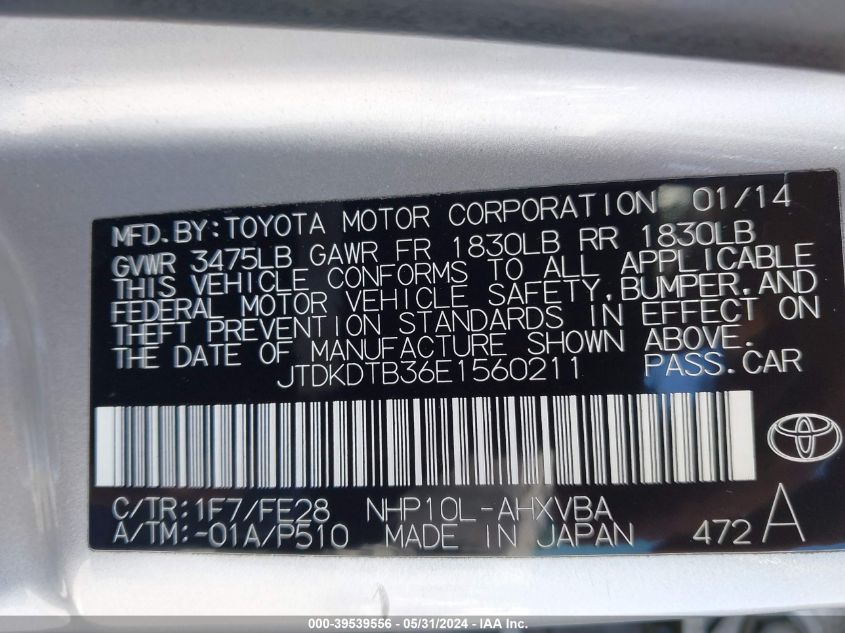 MFD.BY:TOYOTA MOTOR CORPORATION 01/14
GVWR 3475LB GAWR FR 1830LB RR 1830LB
THIS VEHICLE CONFORMS TO ALL APPLICABLE
FEDERAL MOTOR VEHICLE SAFETY,BUMPER,AND
THEFT PREVENTION STANDARDS IN EFFECT ON
THE DATE OF MANUFACTURE SHOWN ABOVE.
JTDKDTB36E1560211 PASS.CAR
C/TR:1F7/FE28 NHP10L-AHXVBA
A/TM:-01A/P510 MADE IN JAPAN 472 A
000-39539556 - 05/31/2024 - IAA Inc.